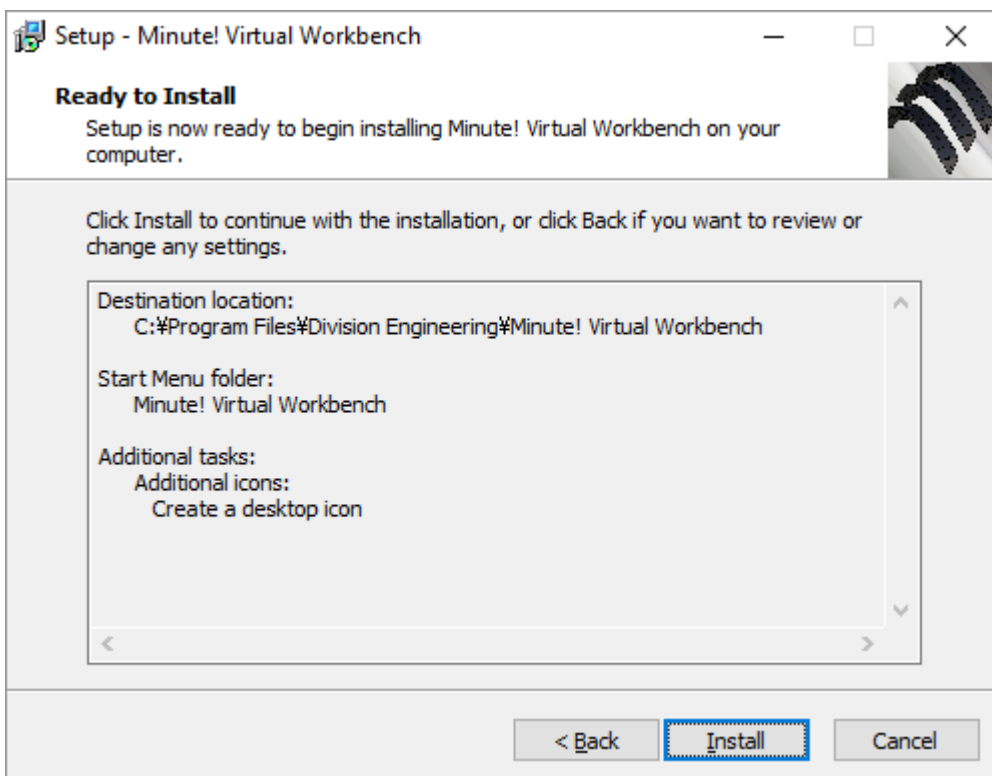 Setup - Minute! Virtual Workbench
Ready to Install
Setup is now ready to begin installing Minute! Virtual Workbench on your
computer.
Click Install to continue with the installation, or click Back if you want to review or
change any settings.
Destination location:
C:¥Program Files¥Division Engineering¥Minute! Virtual Workbench
Start Menu folder:
Minute! Virtual Workbench
Additional tasks:
Additional icons:
Create a desktop icon
< Back
Install
Cancel